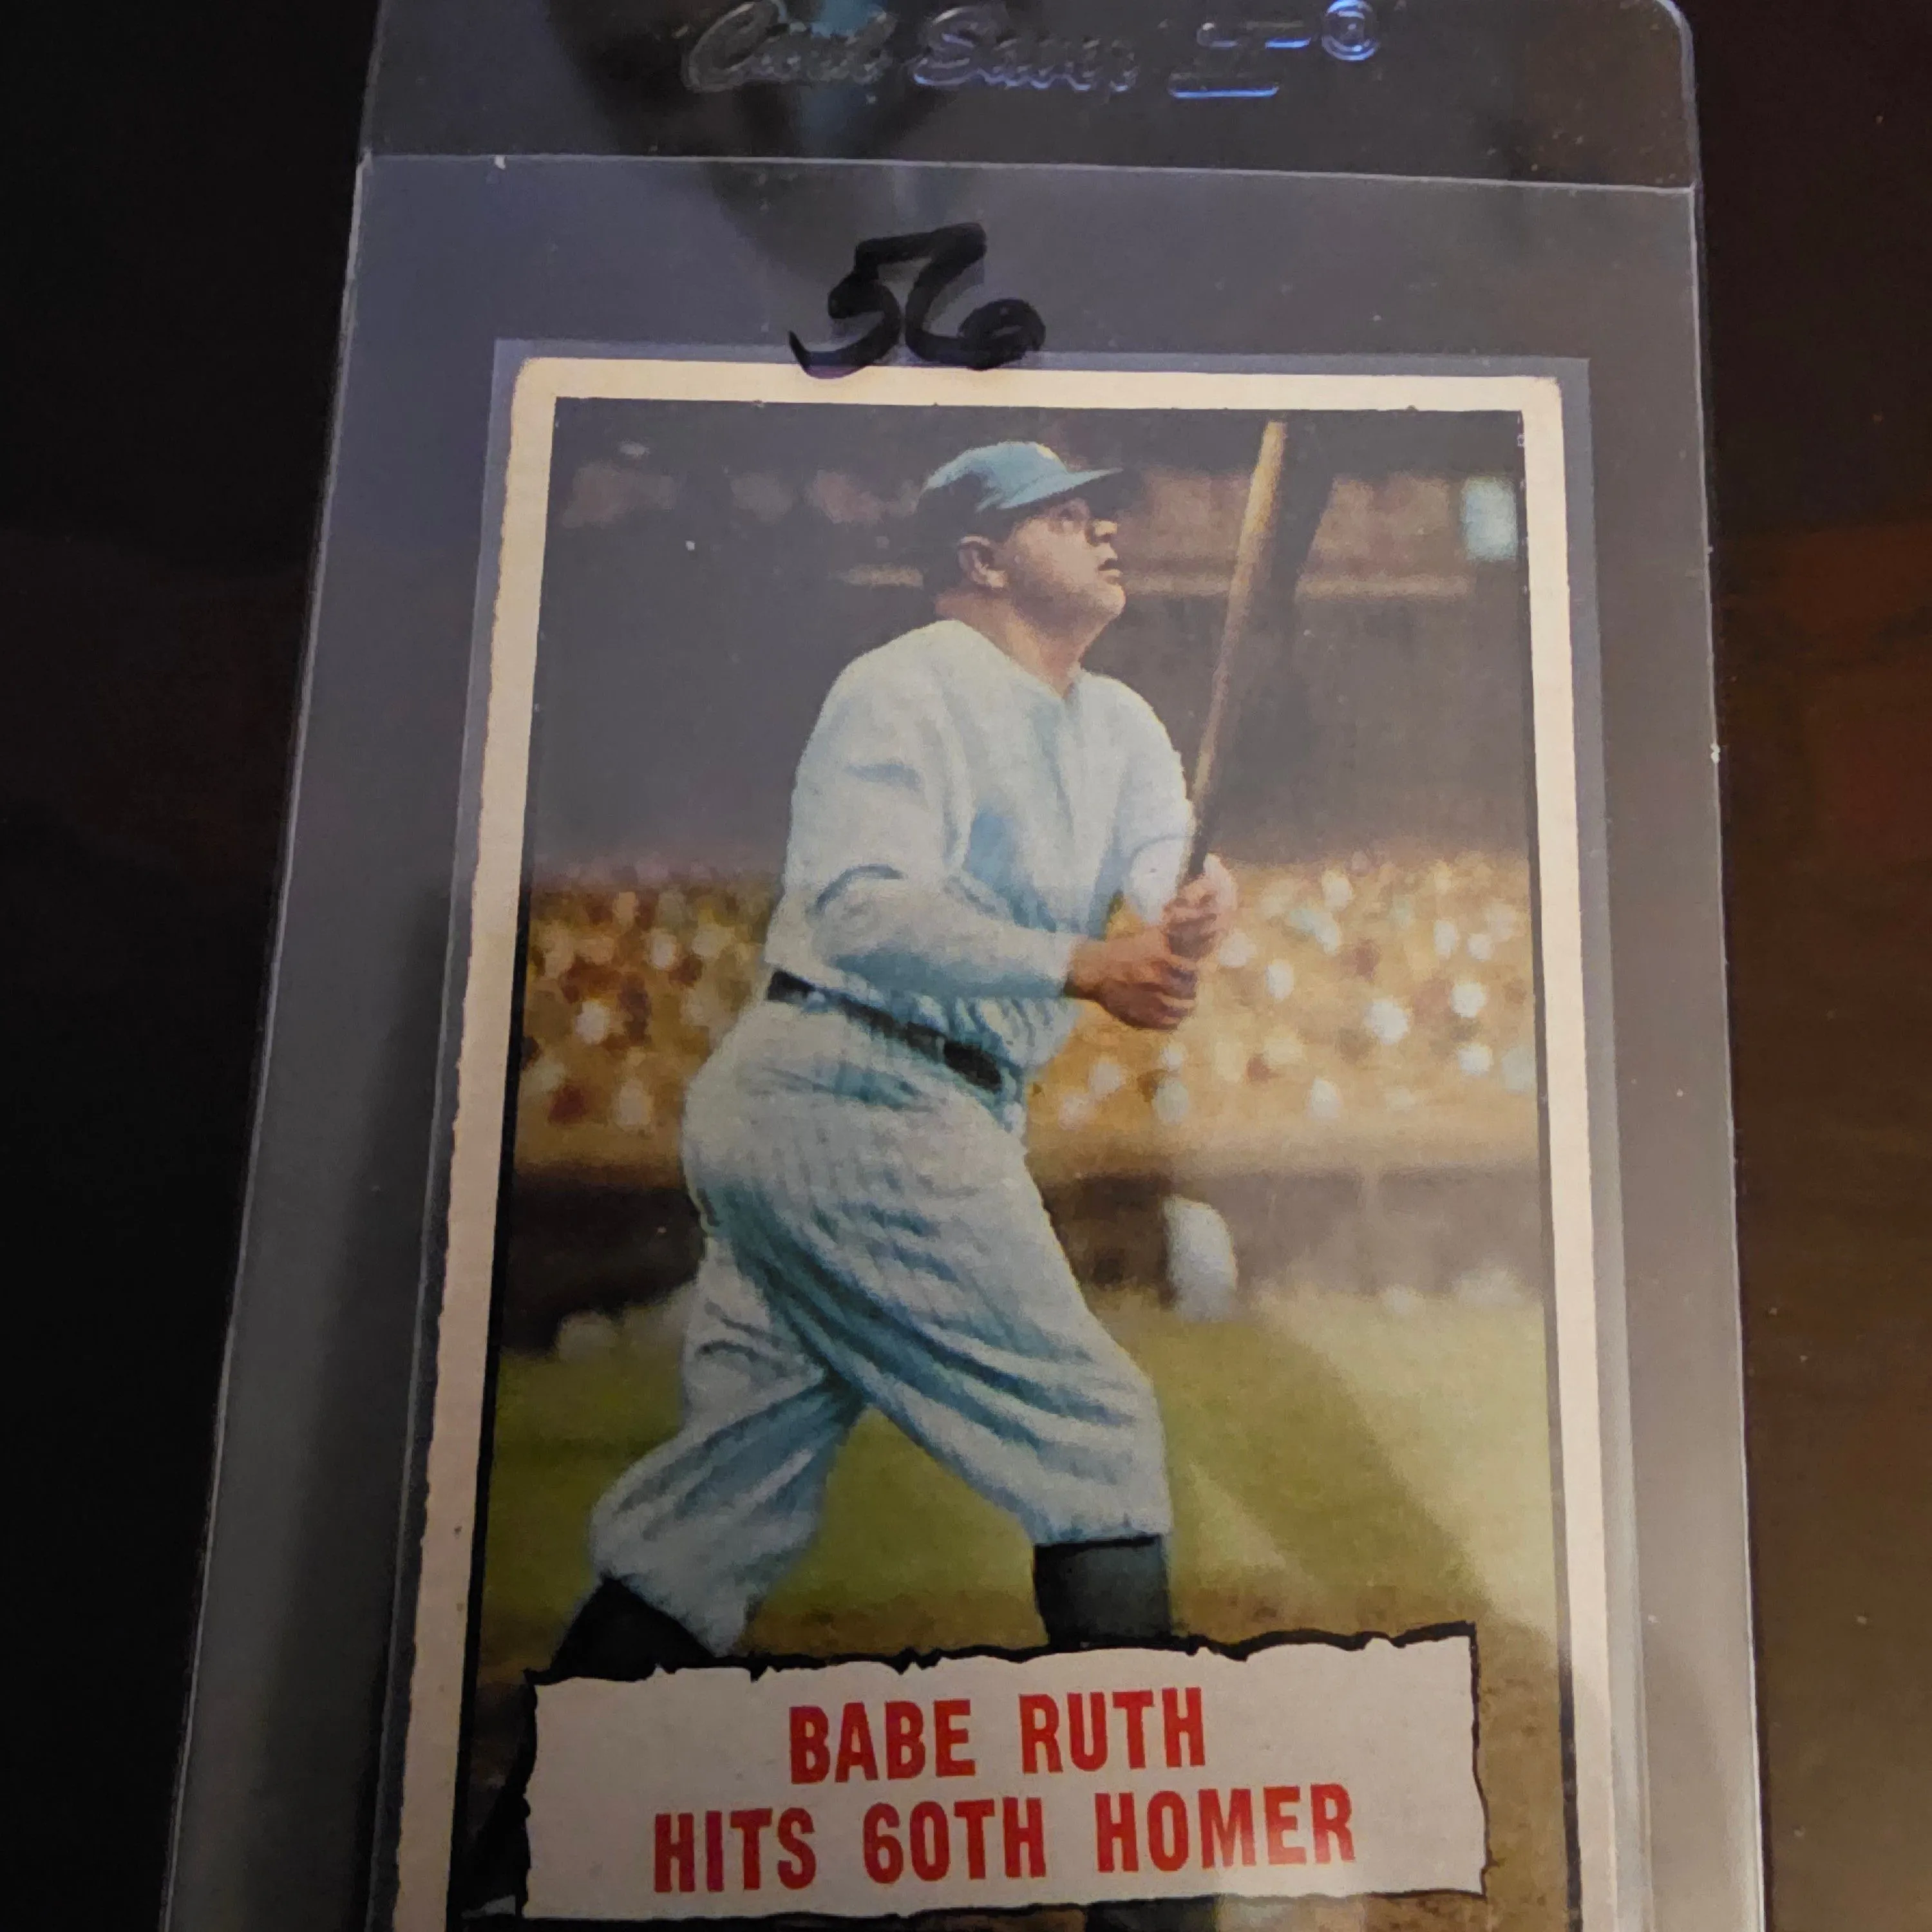 Card Saver I®
56
BABE RUTH
HITS 60TH HOMER